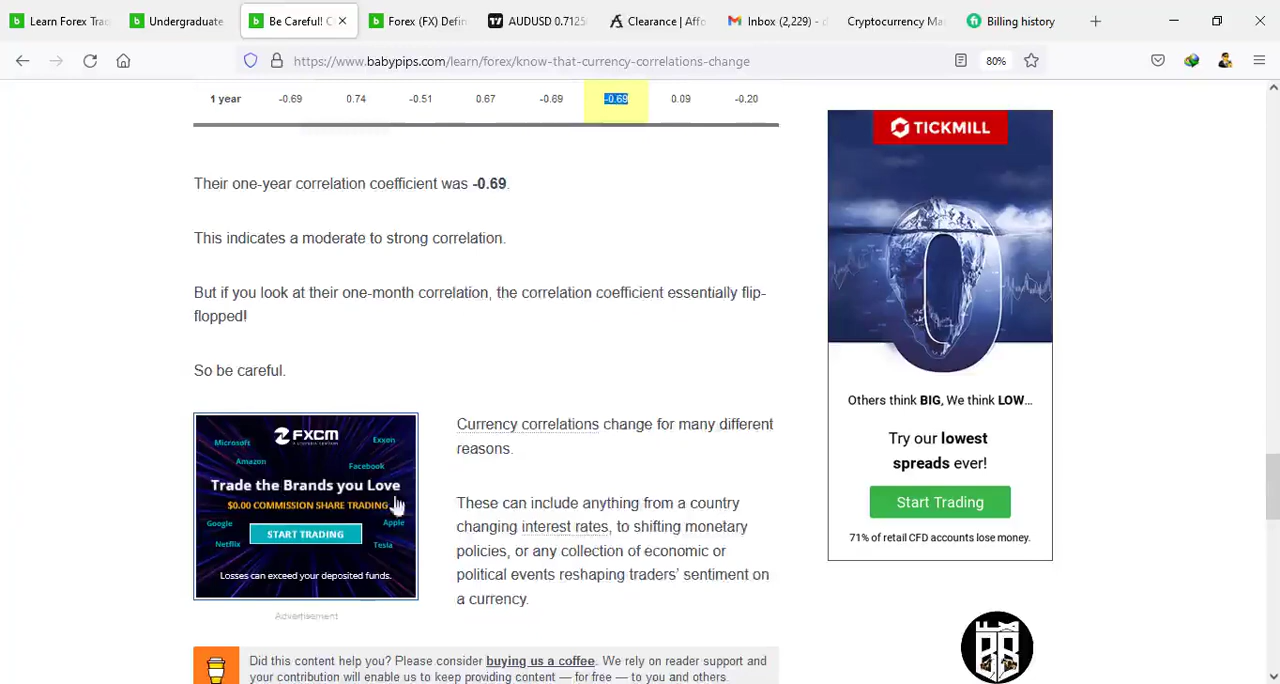 Learn Forex Tra
Undergraduate
Be Careful! C
Forex (FX) Defin
AUDUSD 0.7125
Clearance | Affo
Inbox (2,229) - d
Cryptocurrency Ma
Billing history
https://www.babypips.com/learn/forex/know-that-currency-correlations-change
80%
1 year -0.69 0.74 -0.51 0.67 -0.69 -0.69 0.09 -0.20
Their one-year correlation coefficient was -0.69.
This indicates a moderate to strong correlation.
But if you look at their one-month correlation, the correlation coefficient essentially flip-
flopped!
So be careful.
FXCM
Microsoft
Exxon
Amazon
Facebook
Trade the Brands you Love
$0.00 COMMISSION SHARE TRADING
Google
Apple
START TRADING
Netflix
Tesla
Losses can exceed your deposited funds.
Advertisement
Currency correlations change for many different
reasons.
These can include anything from a country
changing interest rates, to shifting monetary
policies, or any collection of economic or
political events reshaping traders’ sentiment on
a currency.
Did this content help you? Please consider buying us a coffee. We rely on reader support and
your contribution will enable us to keep providing content — for free — to you and others.
TICKMILL
0
Others think BIG, We think LOW...
Try our lowest
spreads ever!
Start Trading
71% of retail CFD accounts lose money.